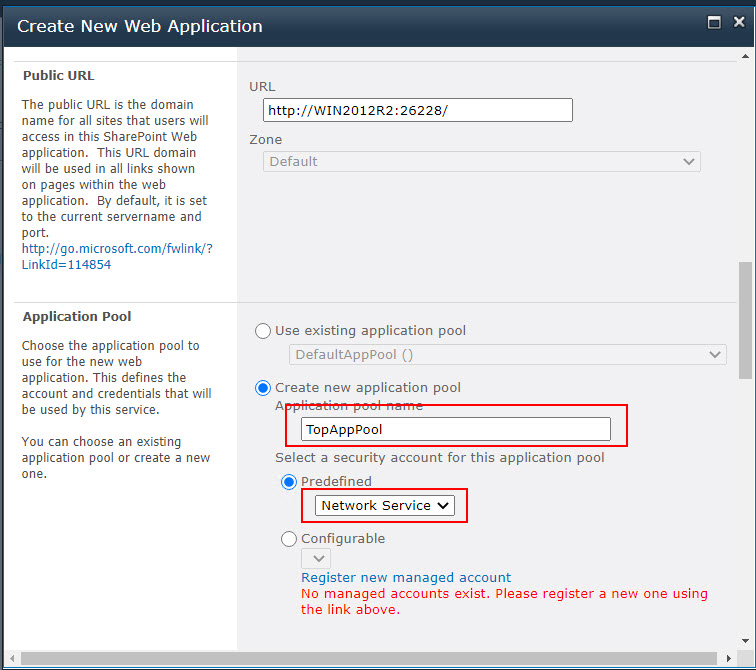 Create New Web Application
Public URL
The public URL is the domain
name for all sites that users will
access in this SharePoint Web
application.  This URL domain
will be used in all links shown
on pages within the web
application.  By default, it is set
to the current servername and
port.
http://go.microsoft.com/fwlink/?
LinkId=114854
URL
http://WIN2012R2:26228/
Zone
Default
Application Pool
Choose the application pool to
use for the new web
application. This defines the
account and credentials that will
be used by this service.
You can choose an existing
application pool or create a new
one.
Use existing application pool
DefaultAppPool ()
Create new application pool
Application pool name
TopAppPool
Select a security account for this application pool
Predefined
Network Service
Configurable
Register new managed account
No managed accounts exist. Please register a new one using
the link above.